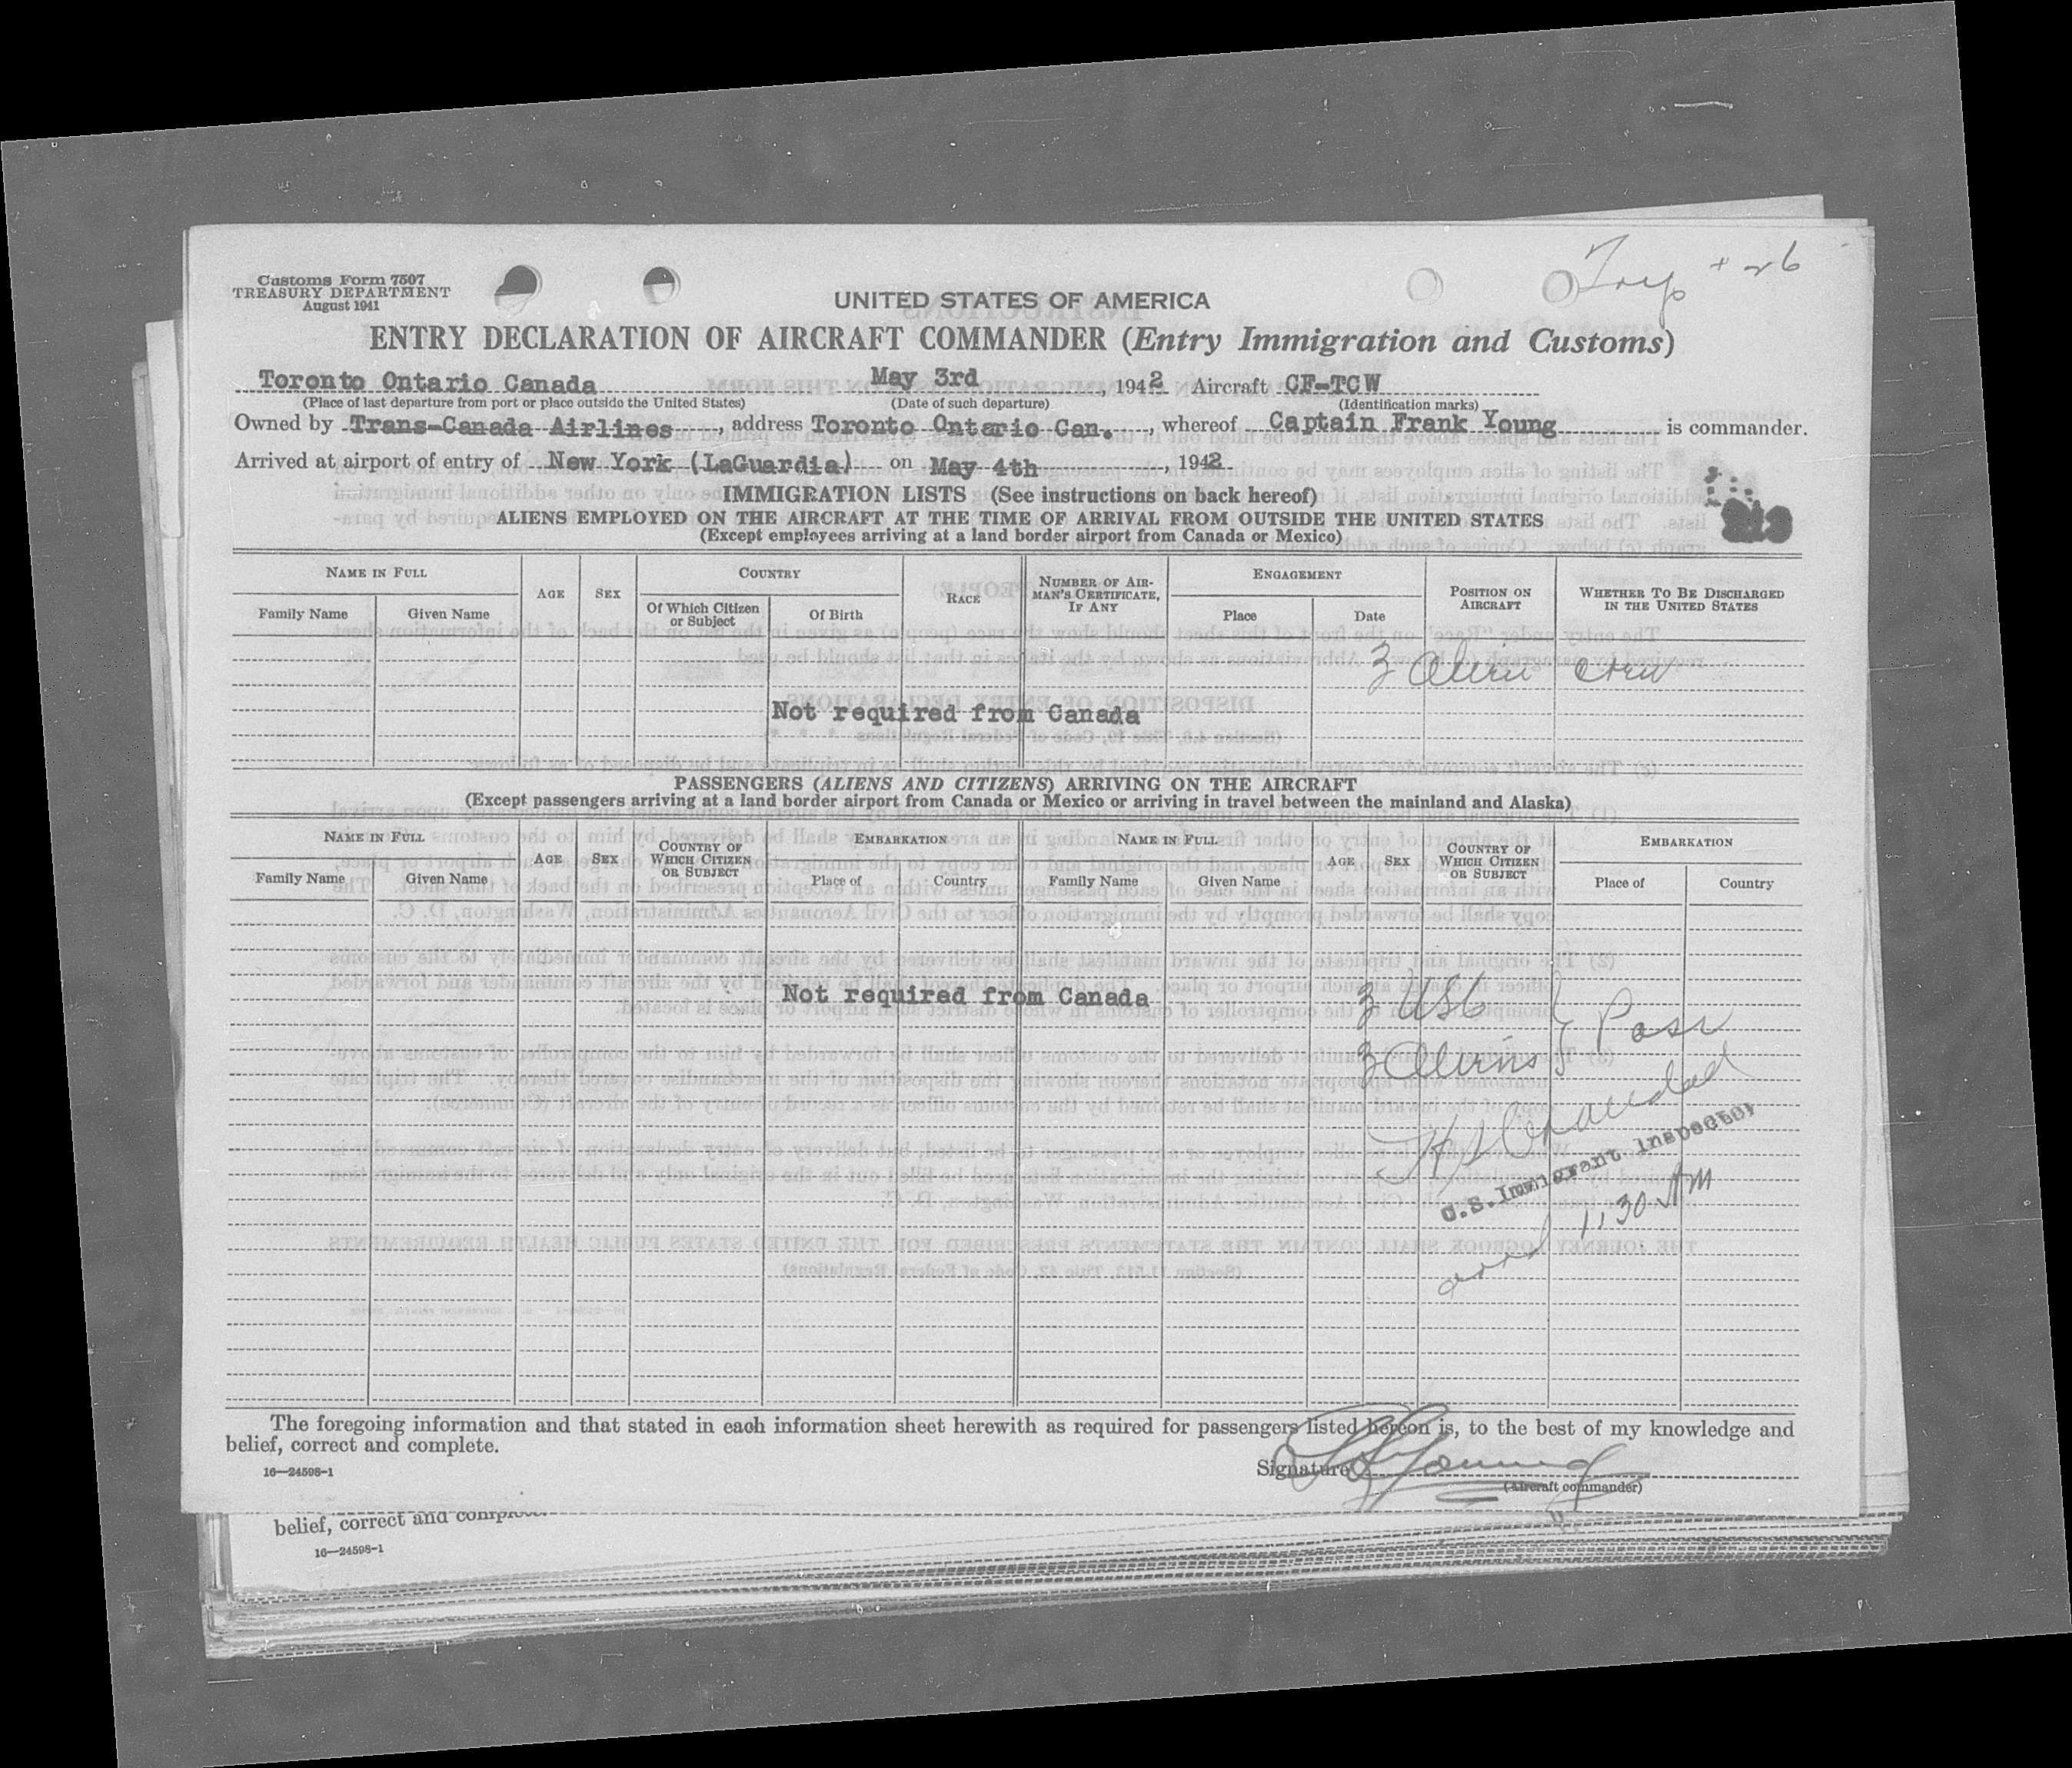 Customs Form 7507
TREASURY DEPARTMENT
August 1941
Trip + 26
UNITED STATES OF AMERICA
ENTRY DECLARATION OF AIRCRAFT COMMANDER (Entry Immigration and Customs)
Toronto Ontario Canada May 3rd, 1942 Aircraft CF-TCW
(Place of last departure from port or place outside the United States) (Date of such departure) (Identification marks)
Owned by Trans-Canada Airlines, address Toronto Ontario Can., whereof Captain Frank Young is commander.
Arrived at airport of entry of New York (LaGuardia) on May 4th, 1942
IMMIGRATION LISTS (See instructions on back hereof)
ALIENS EMPLOYED ON THE AIRCRAFT AT THE TIME OF ARRIVAL FROM OUTSIDE THE UNITED STATES
(Except employees arriving at a land border airport from Canada or Mexico)
NAME IN FULL AGE SEX COUNTRY RACE NUMBER OF AIRMAN'S CERTIFICATE, IF ANY ENGAGEMENT POSITION ON AIRCRAFT WHETHER TO BE DISCHARGED IN THE UNITED STATES
Family Name Given Name Of Which Citizen or Subject Of Birth Place Date
3 Alien crew
Not required from Canada
PASSENGERS (ALIENS AND CITIZENS) ARRIVING ON THE AIRCRAFT
(Except passengers arriving at a land border airport from Canada or Mexico or arriving in travel between the mainland and Alaska)
NAME IN FULL AGE SEX COUNTRY OF WHICH CITIZEN OR SUBJECT EMBARKATION NAME IN FULL AGE SEX COUNTRY OF WHICH CITIZEN OR SUBJECT EMBARKATION
Family Name Given Name Place of Country Family Name Given Name Place of Country
Not required from Canada
3 USC
3 Aliens } Pass
U.S. Immigrant Inspector
arrd 1:30 AM
The foregoing information and that stated in each information sheet herewith as required for passengers listed hereon is, to the best of my knowledge and
belief, correct and complete.
16—24598-1
Signature
(Aircraft commander)
belief, correct and complete.
16—24598-1